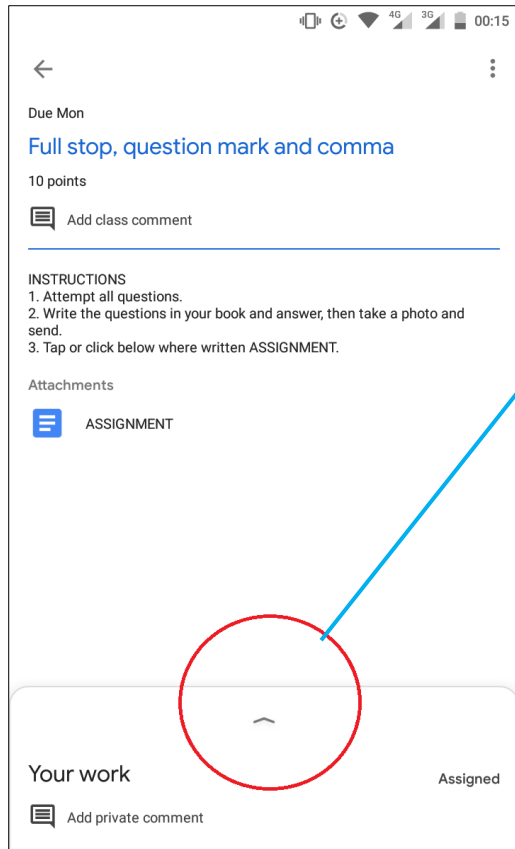 4G 3G 00:15
Due Mon
Full stop, question mark and comma
10 points
Add class comment
INSTRUCTIONS
1. Attempt all questions.
2. Write the questions in your book and answer, then take a photo and
send.
3. Tap or click below where written ASSIGNMENT.
Attachments
ASSIGNMENT
Your work Assigned
Add private comment